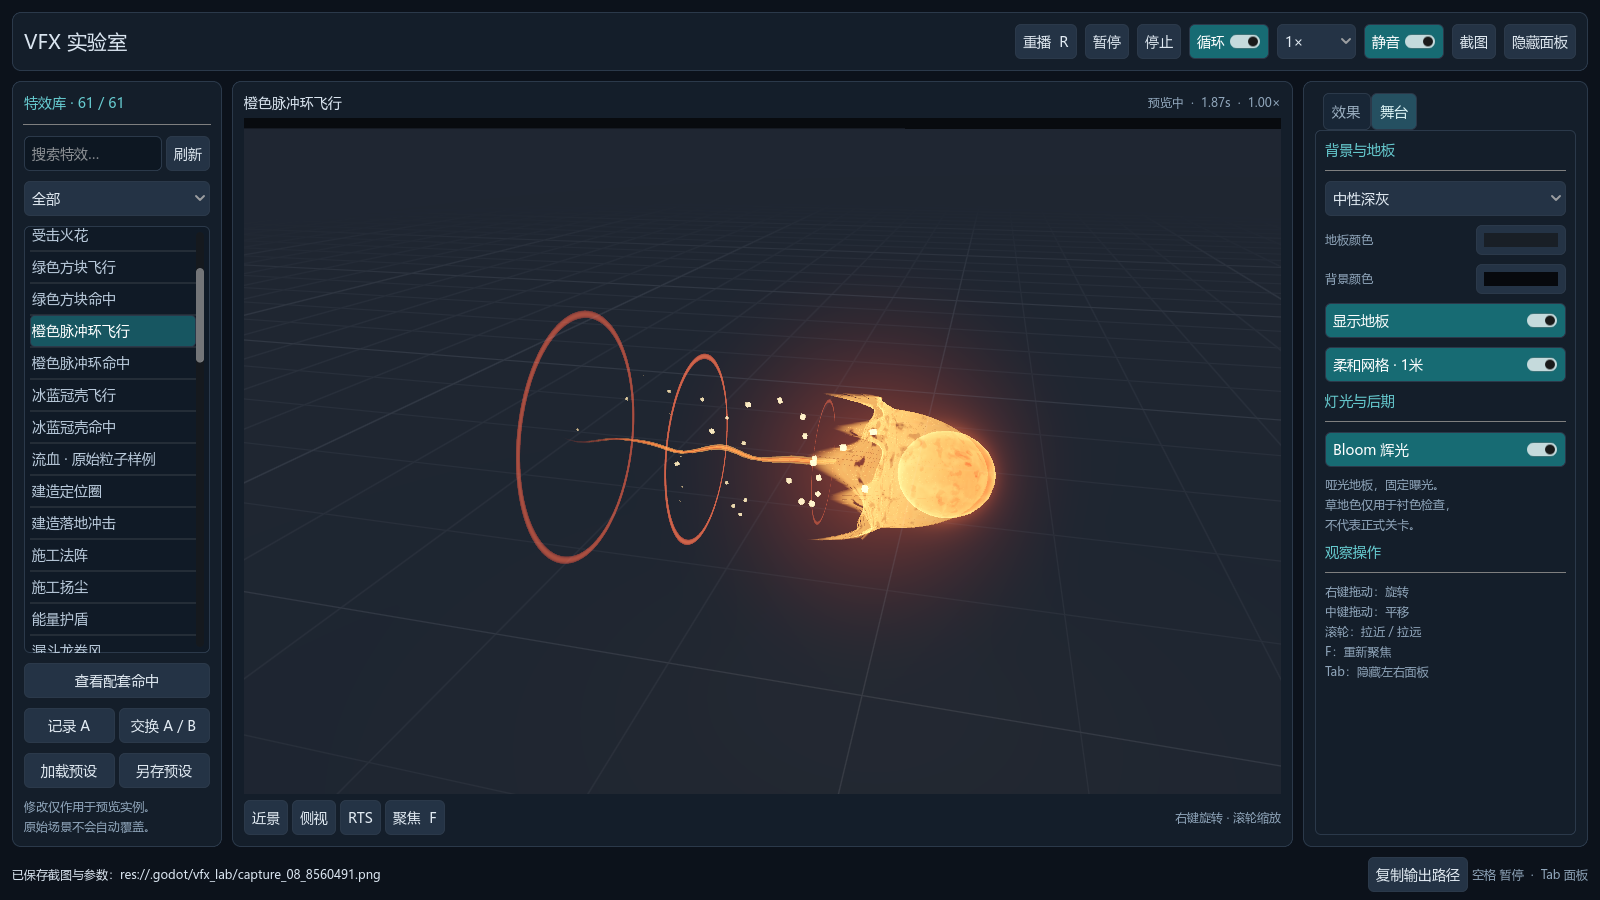 VFX 实验室
重播 R
暂停
停止
循环
1×
静音
截图
隐藏面板
特效库 · 61 / 61
搜索特效...
刷新
全部
受击火花
绿色方块飞行
绿色方块命中
橙色脉冲环飞行
橙色脉冲环命中
冰蓝冠壳飞行
冰蓝冠壳命中
流血 · 原始粒子样例
建造定位圈
建造落地冲击
施工法阵
施工扬尘
能量护盾
漏斗龙卷风
查看配套命中
记录 A
交换 A / B
加载预设
另存预设
修改仅作用于预览实例。
原始场景不会自动覆盖。
橙色脉冲环飞行
预览中 · 1.87s · 1.00×
近景
侧视
RTS
聚焦 F
右键旋转 · 滚轮缩放
效果
舞台
背景与地板
中性深灰
地板颜色
背景颜色
显示地板
柔和网格 · 1米
灯光与后期
Bloom 辉光
哑光地板，固定曝光。
草地色仅用于衬色检查，
不代表正式关卡。
观察操作
右键拖动：旋转
中键拖动：平移
滚轮：拉近 / 拉远
F：重新聚焦
Tab：隐藏左右面板
已保存截图与参数：res://.godot/vfx_lab/capture_08_8560491.png
复制输出路径
空格 暂停 · Tab 面板